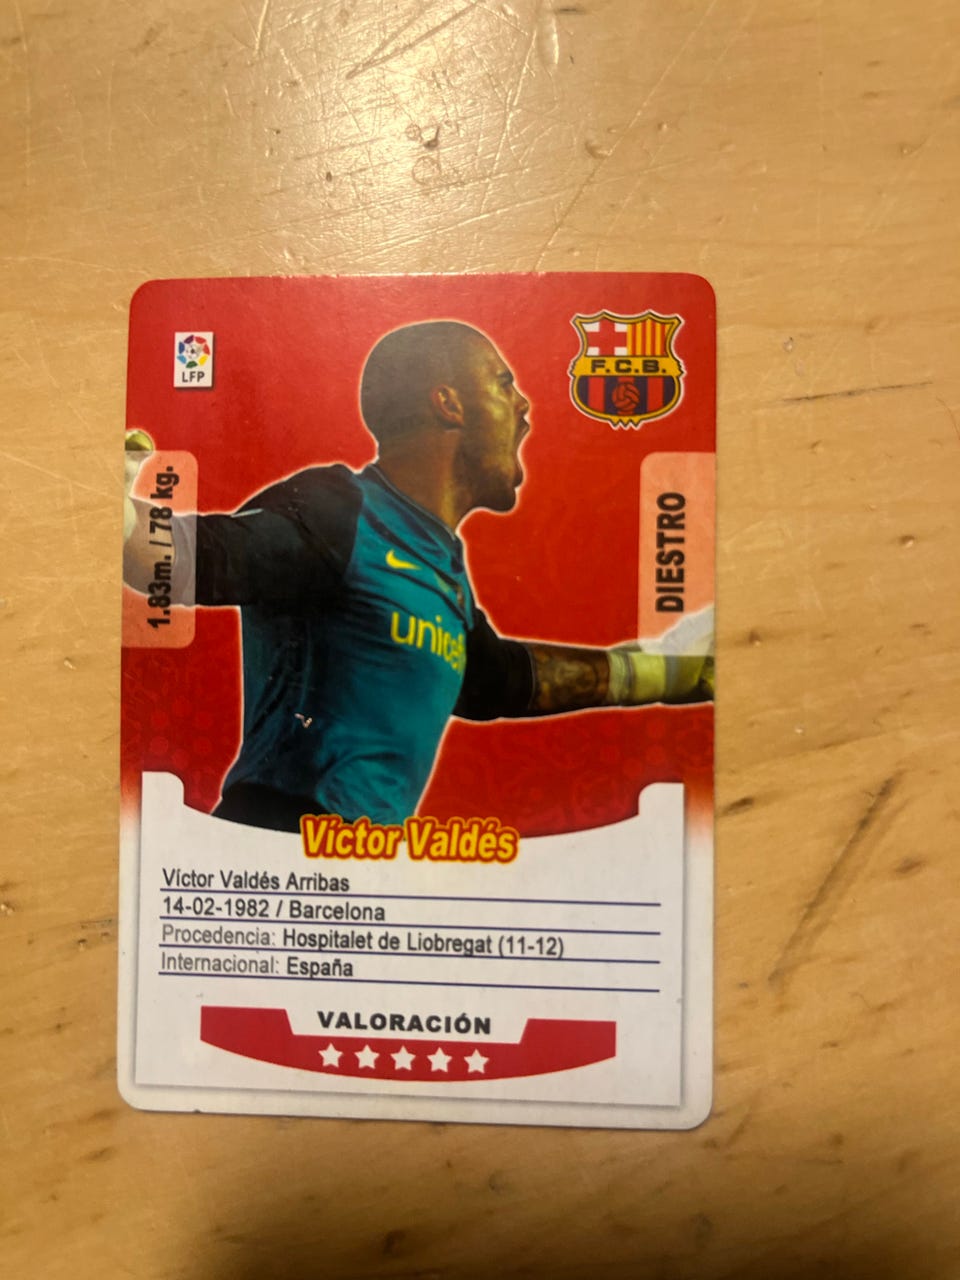 LFP
F.C.B.
1.83m. / 78 kg.
DIESTRO
unicef
Víctor Valdés
Víctor Valdés Arribas
14-02-1982 / Barcelona
Procedencia: Hospitalet de Liobregat (11-12)
Internacional: España
VALORACIÓN